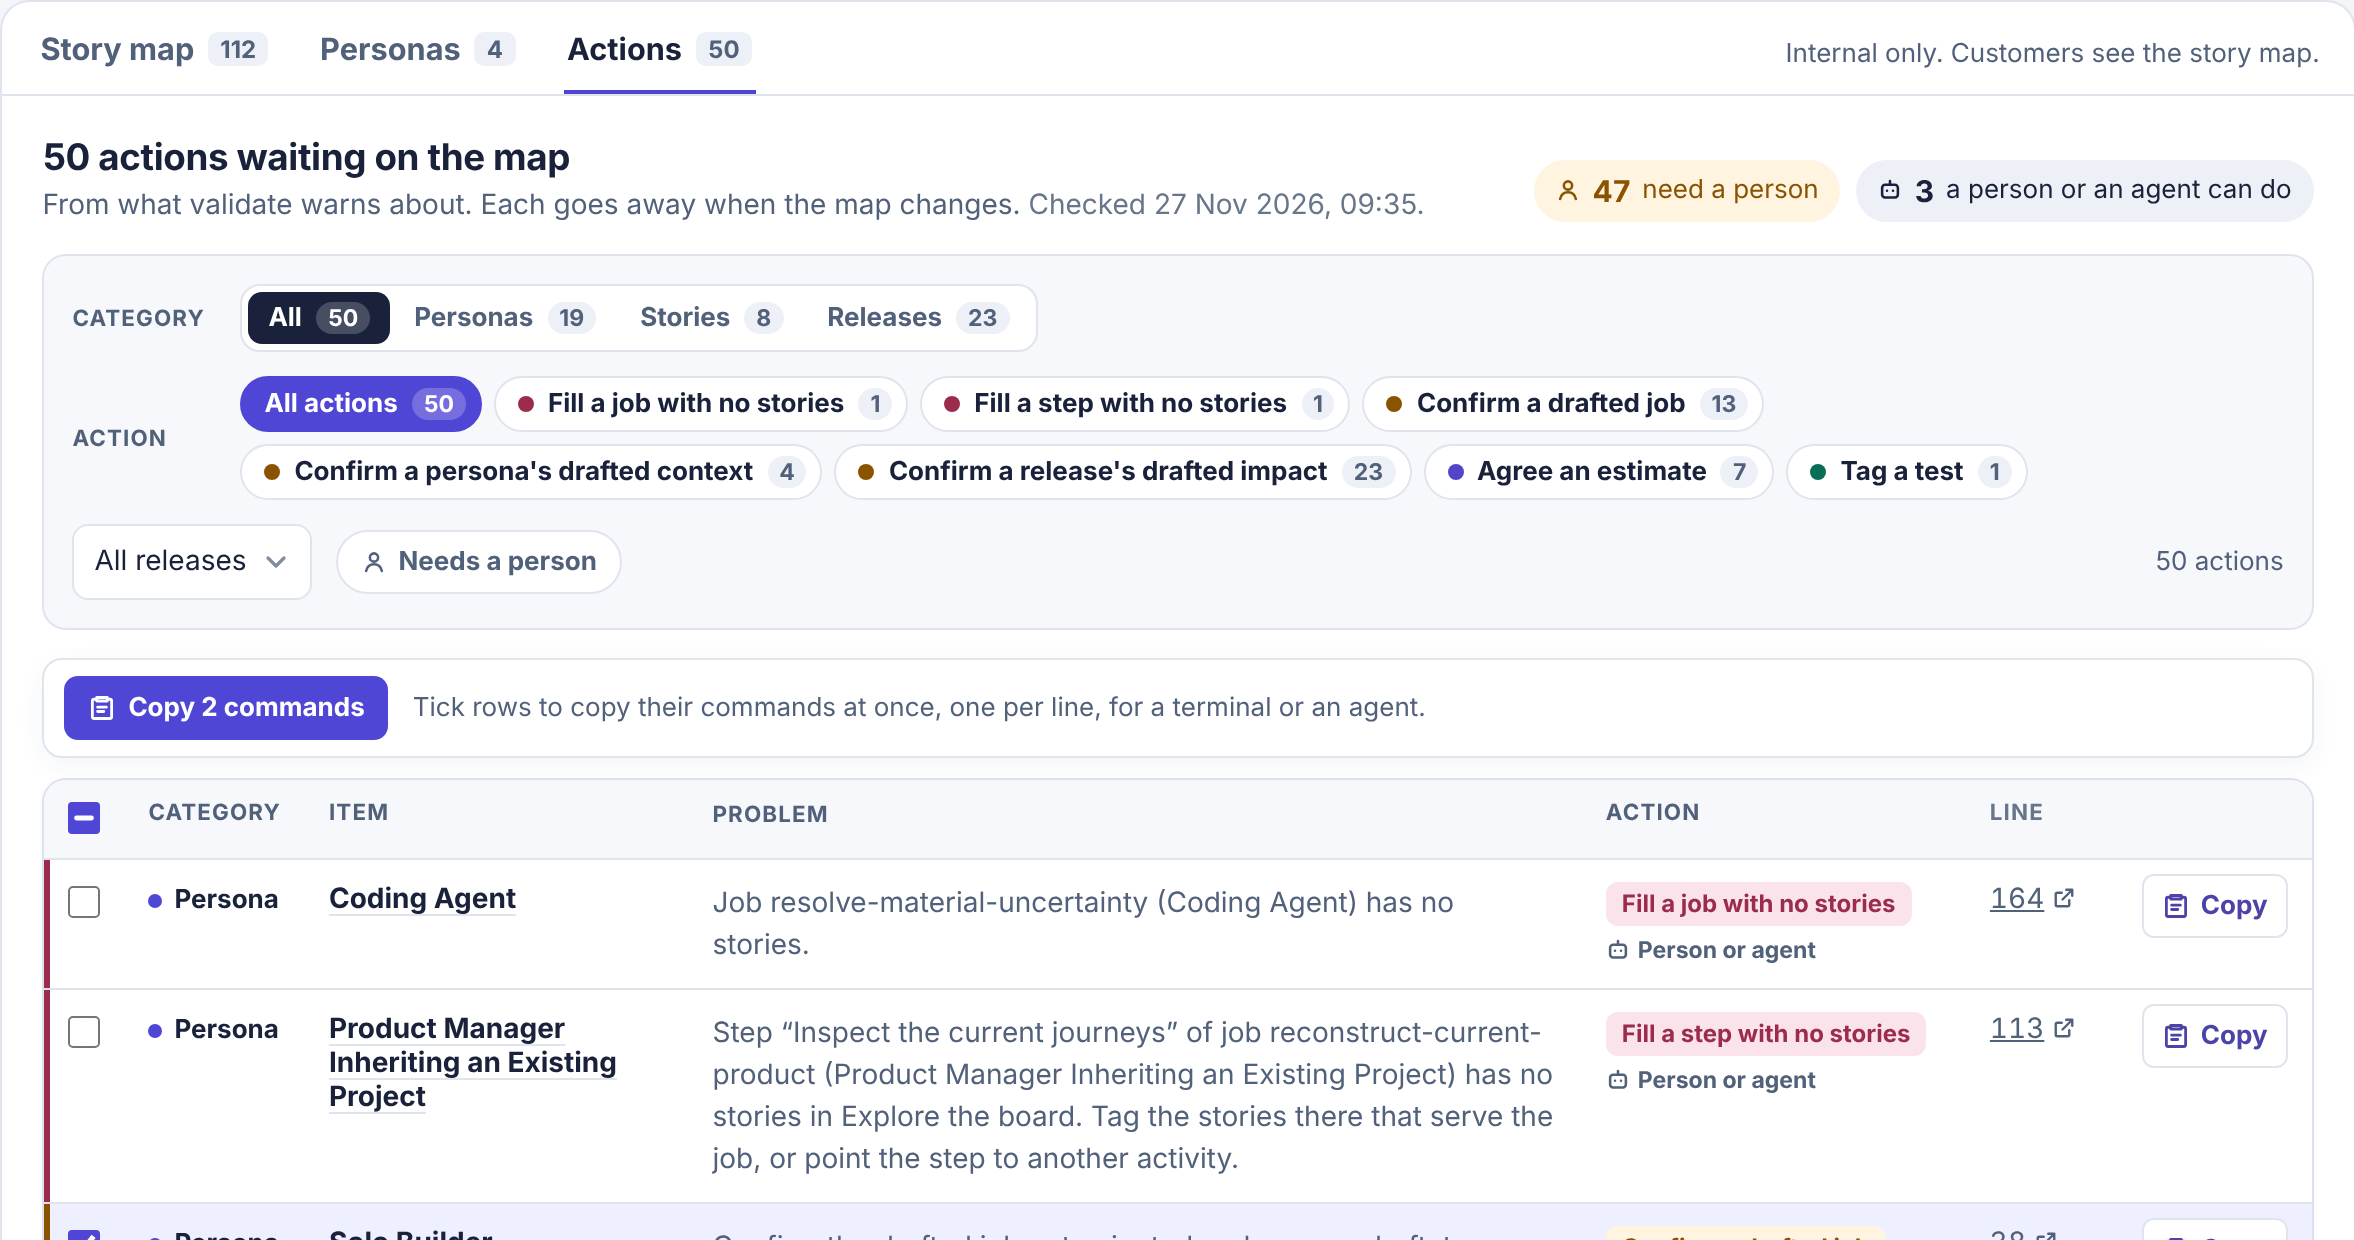 Story map 112 Personas 4 Actions 50 Internal only. Customers see the story map.
50 actions waiting on the map
From what validate warns about. Each goes away when the map changes. Checked 27 Nov 2026, 09:35.
47 need a person 3 a person or an agent can do
CATEGORY All 50 Personas 19 Stories 8 Releases 23
ACTION
All actions 50 Fill a job with no stories 1 Fill a step with no stories 1 Confirm a drafted job 13
Confirm a persona's drafted context 4 Confirm a release's drafted impact 23 Agree an estimate 7 Tag a test 1
All releases Needs a person 50 actions
Copy 2 commands Tick rows to copy their commands at once, one per line, for a terminal or an agent.
CATEGORY ITEM PROBLEM ACTION LINE
Persona Coding Agent Job resolve-material-uncertainty (Coding Agent) has no
stories.
Fill a job with no stories
Person or agent
164 Copy
Persona Product Manager
Inheriting an Existing
Project
Step “Inspect the current journeys” of job reconstruct-current-
product (Product Manager Inheriting an Existing Project) has no
stories in Explore the board. Tag the stories there that serve the
job, or point the step to another activity.
Fill a step with no stories
Person or agent
113 Copy
Persona Solo Builder